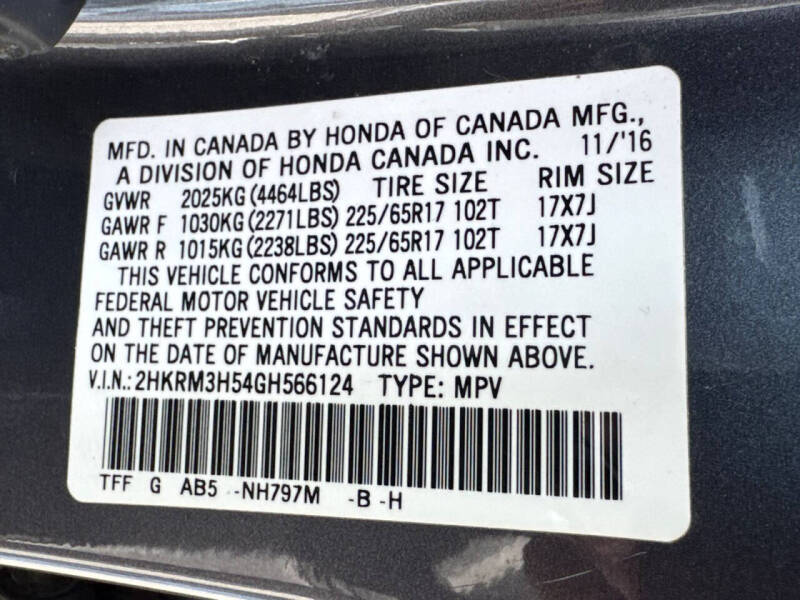 MFD. IN CANADA BY HONDA OF CANADA MFG.,
A DIVISION OF HONDA CANADA INC. 11/'16
GVWR 2025KG (4464LBS) TIRE SIZE RIM SIZE
GAWR F 1030KG (2271LBS) 225/65R17 102T 17X7J
GAWR R 1015KG (2238LBS) 225/65R17 102T 17X7J
THIS VEHICLE CONFORMS TO ALL APPLICABLE
FEDERAL MOTOR VEHICLE SAFETY
AND THEFT PREVENTION STANDARDS IN EFFECT
ON THE DATE OF MANUFACTURE SHOWN ABOVE.
V.I.N.: 2HKRM3H54GH566124 TYPE: MPV
TFF G AB5 -NH797M -B -H